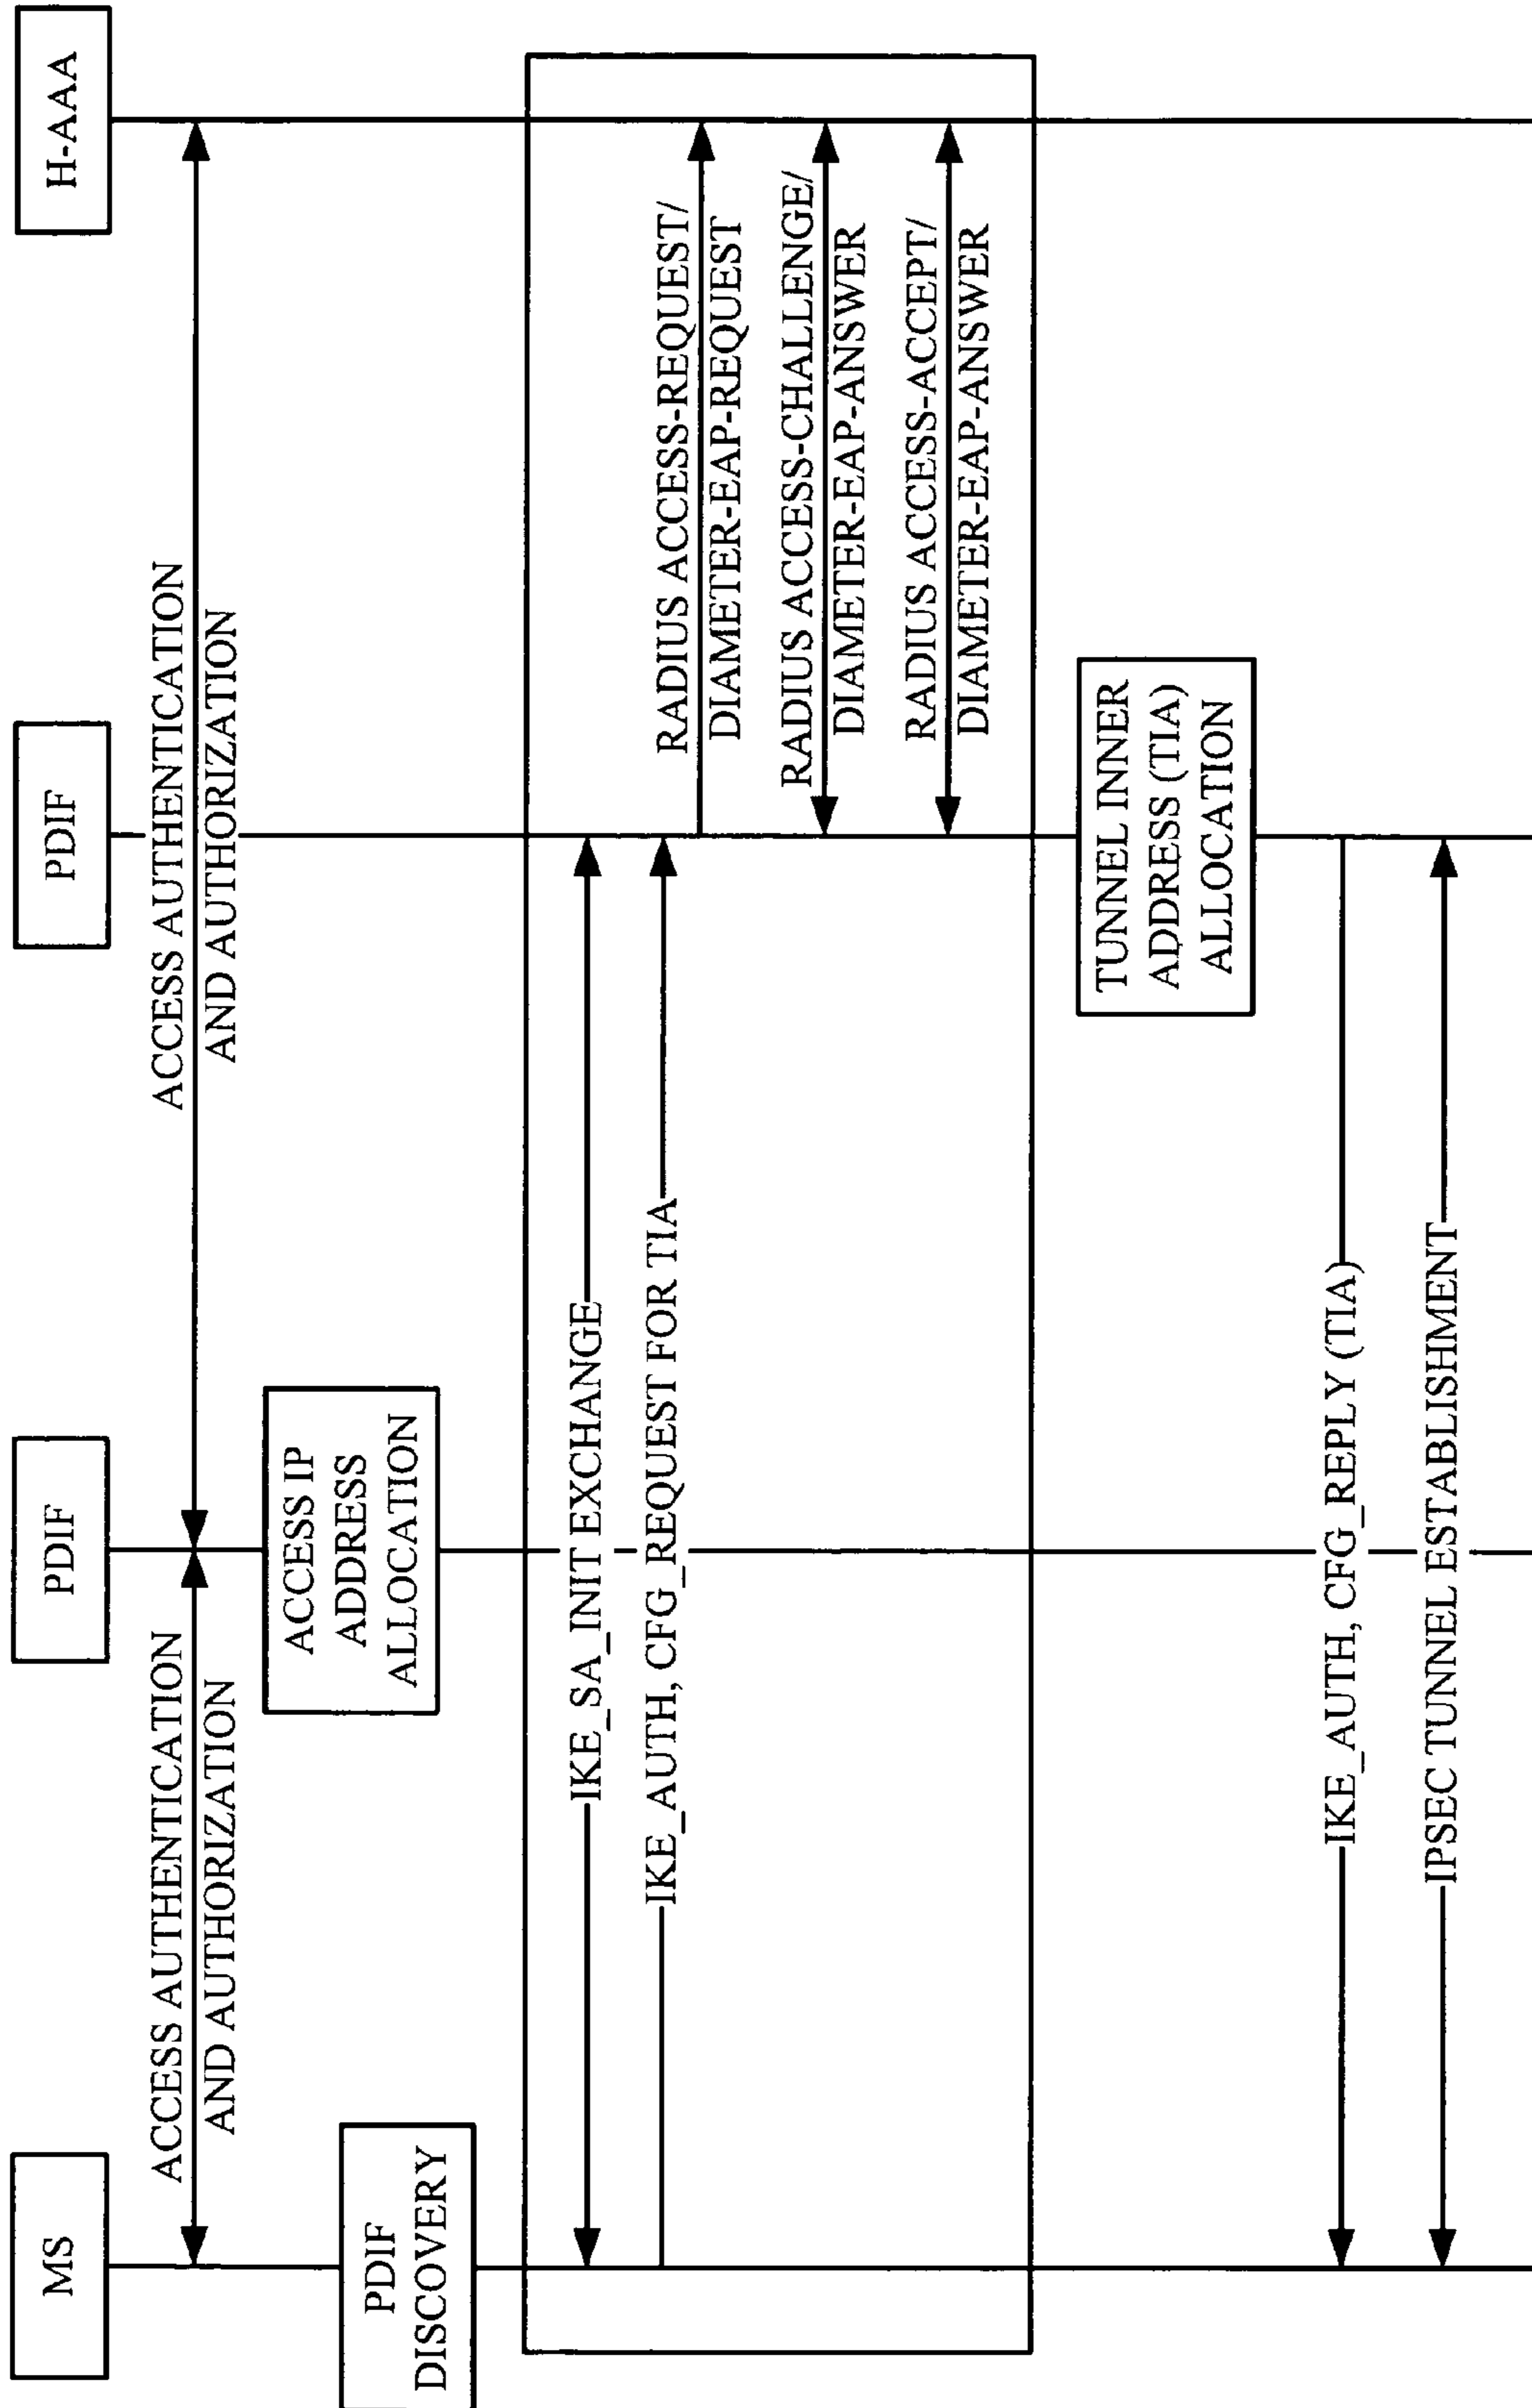 MS
PDIF
PDIF
H-AAA
ACCESS AUTHENTICATION
AND AUTHORIZATION
ACCESS AUTHENTICATION
AND AUTHORIZATION
ACCESS IP
ADDRESS
ALLOCATION
PDIF
DISCOVERY
IKE_SA_INIT EXCHANGE
IKE_AUTH, CFG_REQUEST FOR TIA
RADIUS ACCESS-REQUEST/
DIAMETER-EAP-REQUEST
RADIUS ACCESS-CHALLENGE/
DIAMETER-EAP-ANSWER
RADIUS ACCESS-ACCEPT/
DIAMETER-EAP-ANSWER
TUNNEL INNER
ADDRESS (TIA)
ALLOCATION
IKE_AUTH, CFG_REPLY (TIA)
IPSEC TUNNEL ESTABLISHMENT